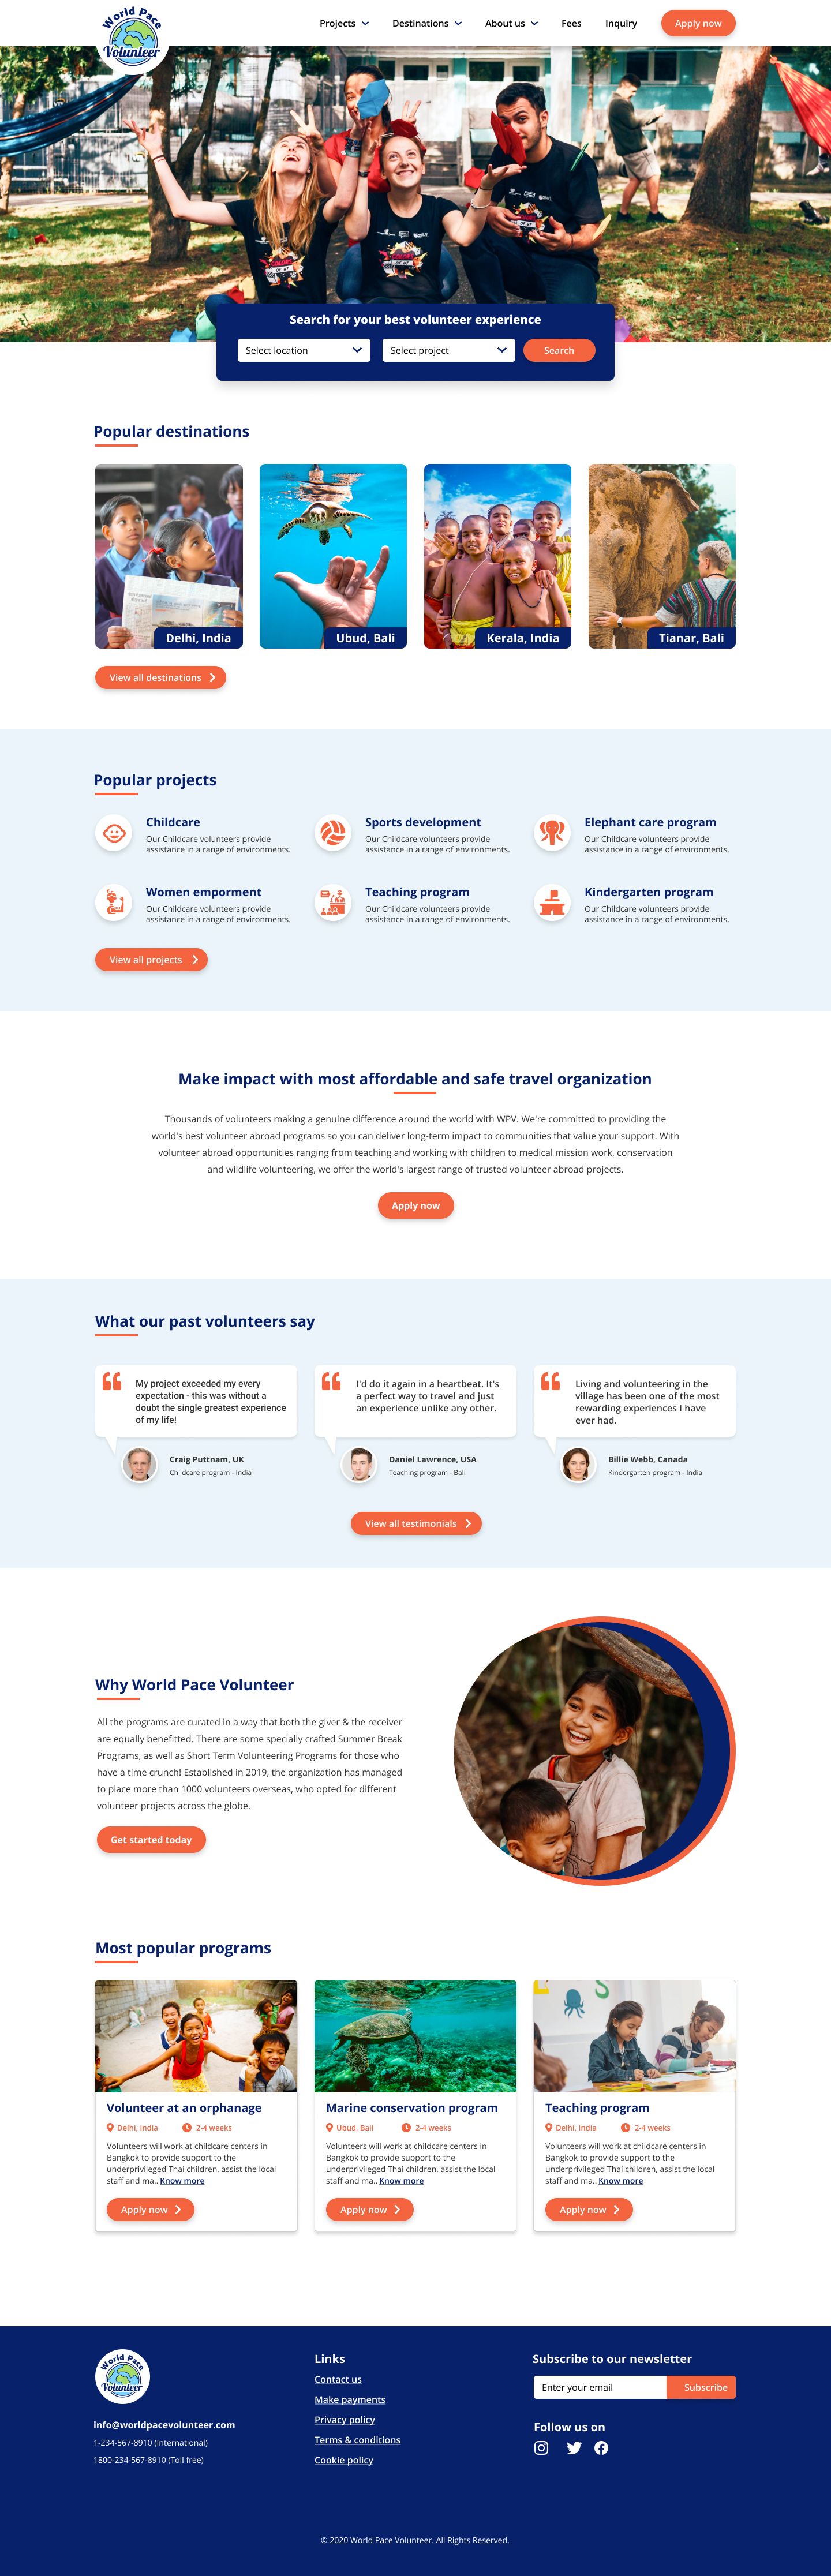 World Pace
Volunteer
Projects
Destinations
About us
Fees
Inquiry
Apply now
Search for your best volunteer experience
Select location
Select project
Search
Popular destinations
Delhi, India
Ubud, Bali
Kerala, India
Tianar, Bali
View all destinations
Popular projects
Childcare
Our Childcare volunteers provide
assistance in a range of environments.
Sports development
Our Childcare volunteers provide
assistance in a range of environments.
Elephant care program
Our Childcare volunteers provide
assistance in a range of environments.
Women emporment
Our Childcare volunteers provide
assistance in a range of environments.
Teaching program
Our Childcare volunteers provide
assistance in a range of environments.
Kindergarten program
Our Childcare volunteers provide
assistance in a range of environments.
View all projects
Make impact with most affordable and safe travel organization
Thousands of volunteers making a genuine difference around the world with WPV. We're committed to providing the
world's best volunteer abroad programs so you can deliver long-term impact to communities that value your support. With
volunteer abroad opportunities ranging from teaching and working with children to medical mission work, conservation
and wildlife volunteering, we offer the world's largest range of trusted volunteer abroad projects.
Apply now
What our past volunteers say
My project exceeded my every
expectation - this was without a
doubt the single greatest experience
of my life!
Craig Puttnam, UK
Childcare program - India
I'd do it again in a heartbeat. It's
a perfect way to travel and just
an experience unlike any other.
Daniel Lawrence, USA
Teaching program - Bali
Living and volunteering in the
village has been one of the most
rewarding experiences I have
ever had.
Billie Webb, Canada
Kindergarten program - India
View all testimonials
Why World Pace Volunteer
All the programs are curated in a way that both the giver & the receiver
are equally benefitted. There are some specially crafted Summer Break
Programs, as well as Short Term Volunteering Programs for those who
have a time crunch! Established in 2019, the organization has managed
to place more than 1000 volunteers overseas, who opted for different
volunteer projects across the globe.
Get started today
Most popular programs
Volunteer at an orphanage
Delhi, India
2-4 weeks
Volunteers will work at childcare centers in
Bangkok to provide support to the
underprivileged Thai children, assist the local
staff and ma.. Know more
Apply now
Marine conservation program
Ubud, Bali
2-4 weeks
Volunteers will work at childcare centers in
Bangkok to provide support to the
underprivileged Thai children, assist the local
staff and ma.. Know more
Apply now
Teaching program
Delhi, India
2-4 weeks
Volunteers will work at childcare centers in
Bangkok to provide support to the
underprivileged Thai children, assist the local
staff and ma.. Know more
Apply now
World Pace
Volunteer
info@worldpacevolunteer.com
1-234-567-8910 (International)
1800-234-567-8910 (Toll free)
Links
Contact us
Make payments
Privacy policy
Terms & conditions
Cookie policy
Subscribe to our newsletter
Enter your email
Subscribe
Follow us on
© 2020 World Pace Volunteer. All Rights Reserved.